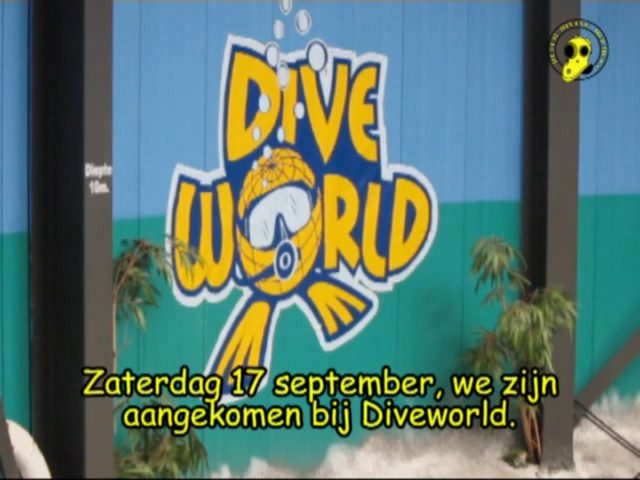 DIVE
WORLD
Diepte
10m.
Zaterdag 17 september, we zijn
aangekomen bij Diveworld.